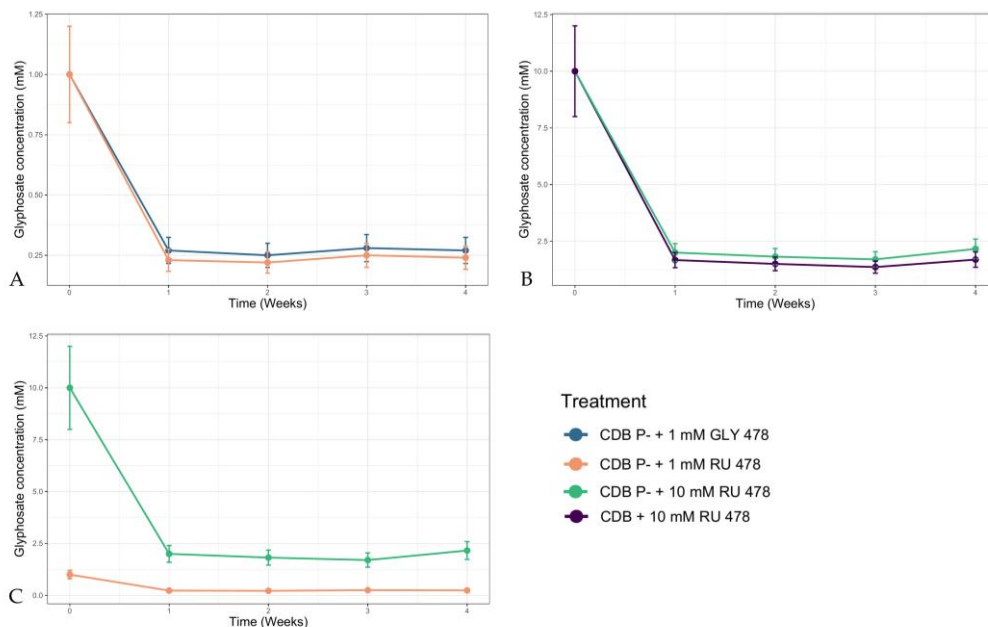 1.25
1.00
0.75
0.50
0.25
Glyphosate concentration (mM)
0 1 2 3 4
Time (Weeks)
A
12.5
10.0
7.5
5.0
2.5
Glyphosate concentration (mM)
0 1 2 3 4
Time (Weeks)
B
12.5
10.0
7.5
5.0
2.5
0.0
Glyphosate concentration (mM)
0 1 2 3 4
Time (Weeks)
C
Treatment
CDB P- + 1 mM GLY 478
CDB P- + 1 mM RU 478
CDB P- + 10 mM RU 478
CDB + 10 mM RU 478